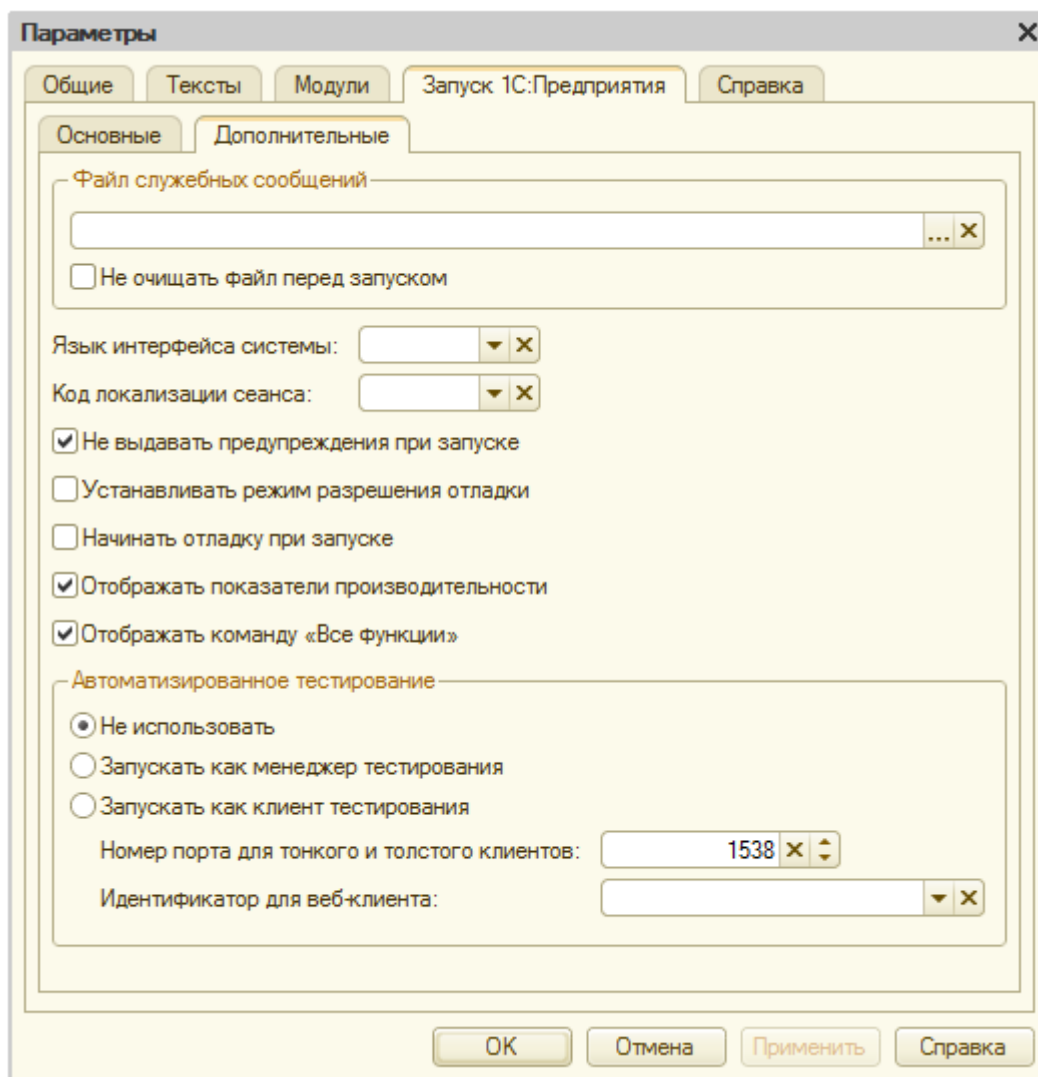 Параметры
Общие Тексты Модули Запуск 1С:Предприятия Справка
Основные Дополнительные
Файл служебных сообщений
...
Не очищать файл перед запуском
Язык интерфейса системы:
Код локализации сеанса:
Не выдавать предупреждения при запуске
Устанавливать режим разрешения отладки
Начинать отладку при запуске
Отображать показатели производительности
Отображать команду «Все функции»
Автоматизированное тестирование
Не использовать
Запускать как менеджер тестирования
Запускать как клиент тестирования
Номер порта для тонкого и толстого клиентов: 1538
Идентификатор для веб-клиента:
OK Отмена Применить Справка